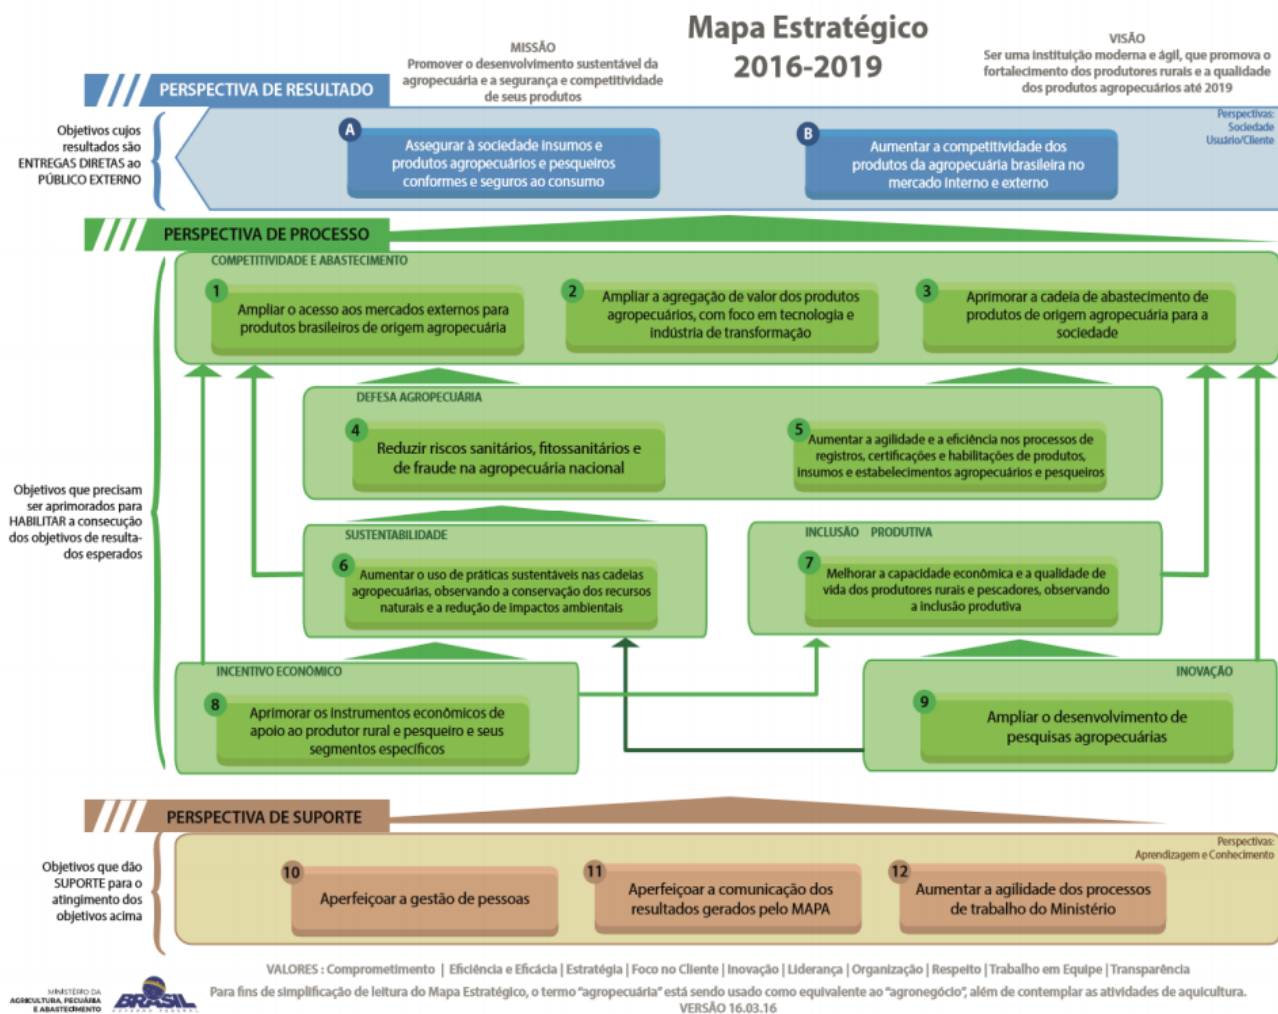 Mapa Estratégico
2016-2019
MISSÃO
Promover o desenvolvimento sustentável da
agropecuária e a segurança e competitividade
de seus produtos
VISÃO
Ser uma instituição moderna e ágil, que promova o
fortalecimento dos produtores rurais e a qualidade
dos produtos agropecuários até 2019
PERSPECTIVA DE RESULTADO
Objetivos cujos
resultados são
ENTREGAS DIRETAS ao
PÚBLICO EXTERNO
A
Assegurar à sociedade insumos e
produtos agropecuários e pesqueiros
conformes e seguros ao consumo
B
Aumentar a competitividade dos
produtos da agropecuária brasileira no
mercado interno e externo
Perspectivas:
Sociedade
Usuário/Cliente
PERSPECTIVA DE PROCESSO
COMPETITIVIDADE E ABASTECIMENTO
1
Ampliar o acesso aos mercados externos para
produtos brasileiros de origem agropecuária
2
Ampliar a agregação de valor dos produtos
agropecuários, com foco em tecnologia e
indústria de transformação
3
Aprimorar a cadeia de abastecimento de
produtos de origem agropecuária para a
sociedade
DEFESA AGROPECUÁRIA
4
Reduzir riscos sanitários, fitossanitários e
de fraude na agropecuária nacional
5
Aumentar a agilidade e a eficiência nos processos de
registros, certificações e habilitações de produtos,
insumos e estabelecimentos agropecuários e pesqueiros
Objetivos que precisam
ser aprimorados para
HABILITAR a consecução
dos objetivos de resulta-
dos esperados
SUSTENTABILIDADE
6
Aumentar o uso de práticas sustentáveis nas cadeias
agropecuárias, observando a conservação dos recursos
naturais e a redução de impactos ambientais
INCLUSÃO PRODUTIVA
7
Melhorar a capacidade econômica e a qualidade de
vida dos produtores rurais e pescadores, observando
a inclusão produtiva
INCENTIVO ECONÔMICO
8
Aprimorar os instrumentos econômicos de
apoio ao produtor rural e pesqueiro e seus
segmentos específicos
INOVAÇÃO
9
Ampliar o desenvolvimento de
pesquisas agropecuárias
PERSPECTIVA DE SUPORTE
Objetivos que dão
SUPORTE para o
atingimento dos
objetivos acima
Perspectivas:
Aprendizagem e Conhecimento
10
Aperfeiçoar a gestão de pessoas
11
Aperfeiçoar a comunicação dos
resultados gerados pelo MAPA
12
Aumentar a agilidade dos processos
de trabalho do Ministério
VALORES : Comprometimento | Eficiência e Eficácia | Estratégia | Foco no Cliente | Inovação | Liderança | Organização | Respeito | Trabalho em Equipe | Transparência
Para fins de simplificação de leitura do Mapa Estratégico, o termo "agropecuária" está sendo usado como equivalente ao "agronegócio", além de contemplar as atividades de aquicultura.
VERSÃO 16.03.16
MINISTÉRIO DA
AGRICULTURA, PECUÁRIA
E ABASTECIMENTO
BRASIL
GOVERNO FEDERAL